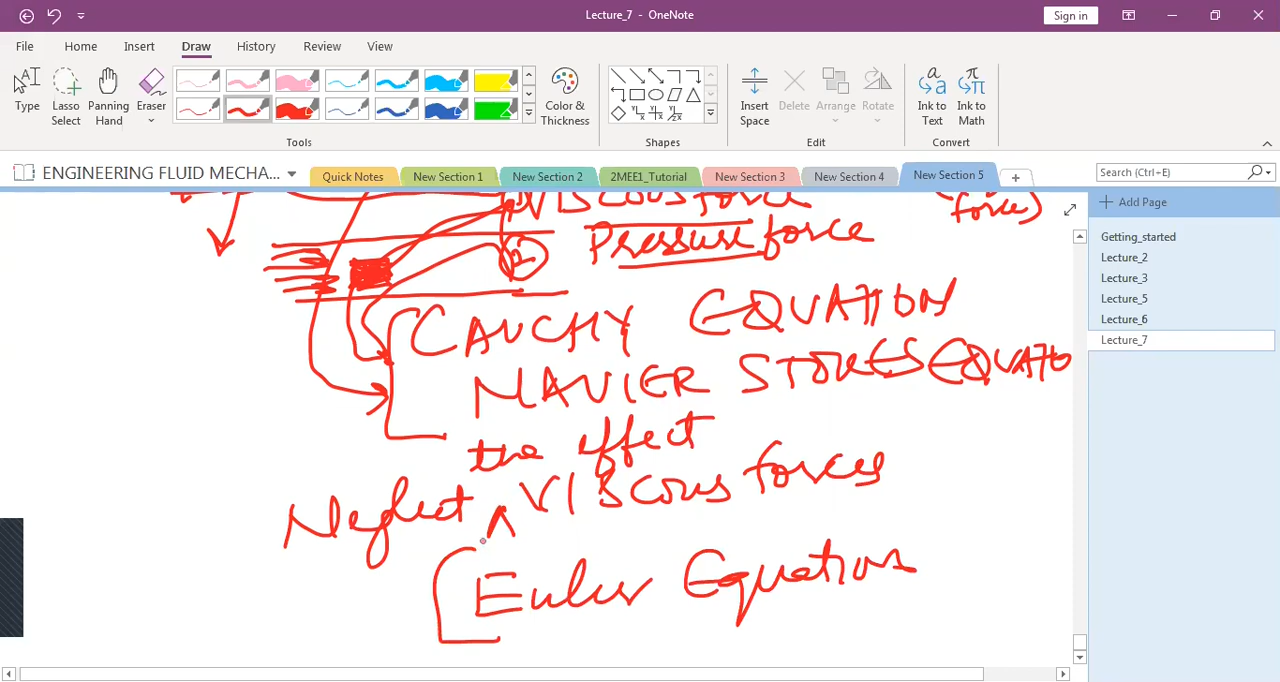 Lecture_7 - OneNote
Sign in
File Home Insert Draw History Review View
Type
Lasso Select
Panning Hand
Eraser
Color & Thickness
Insert Space
Delete
Arrange
Rotate
Ink to Text
Ink to Math
Tools
Shapes
Edit
Convert
ENGINEERING FLUID MECHA...
Quick Notes
New Section 1
New Section 2
2MEE1_Tutorial
New Section 3
New Section 4
New Section 5
Search (Ctrl+E)
Add Page
Getting_started
Lecture_2
Lecture_3
Lecture_5
Lecture_6
Lecture_7
VISCOUS force
forces)
2 Pressure force
CAUCHY EQUATION
NAVIER STOKES EQUATIO
the effect
Neglect ^ VISCOUS forces
Euler Equation